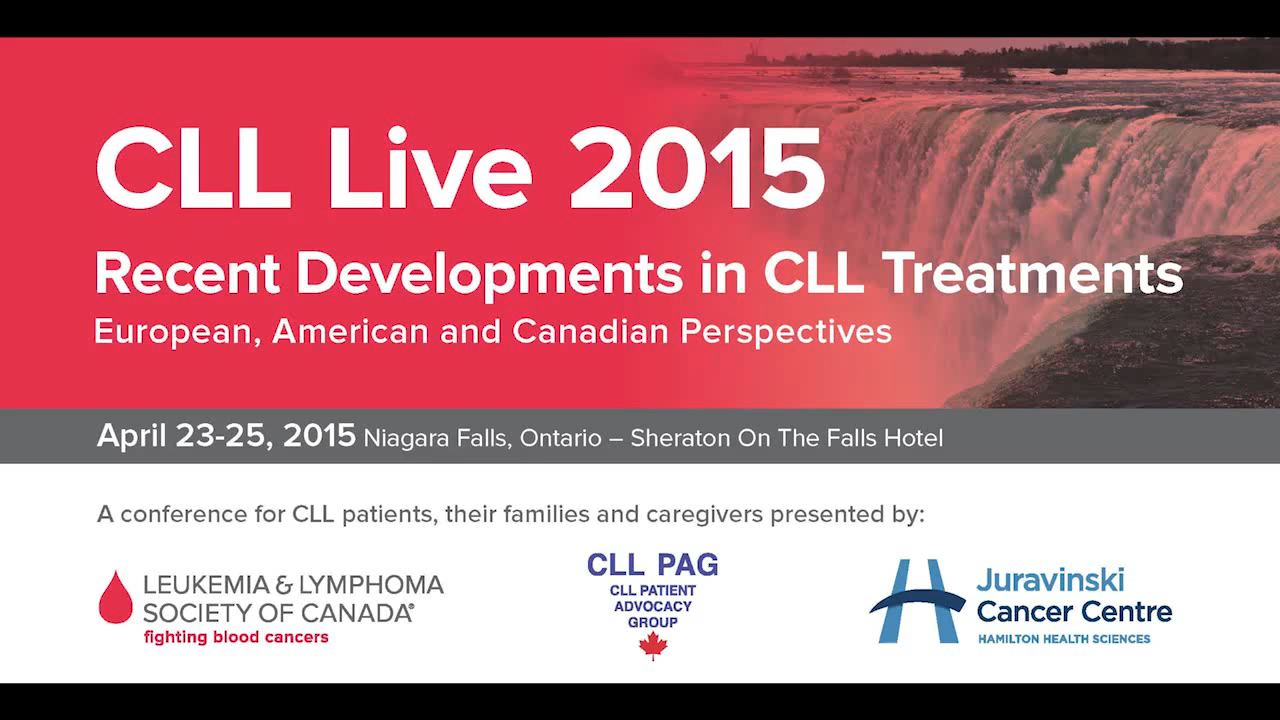 CLL Live 2015
Recent Developments in CLL Treatments
European, American and Canadian Perspectives
April 23-25, 2015 Niagara Falls, Ontario – Sheraton On The Falls Hotel
A conference for CLL patients, their families and caregivers presented by:
LEUKEMIA & LYMPHOMA
SOCIETY OF CANADA®
fighting blood cancers
CLL PAG
CLL PATIENT
ADVOCACY
GROUP
Juravinski
Cancer Centre
HAMILTON HEALTH SCIENCES